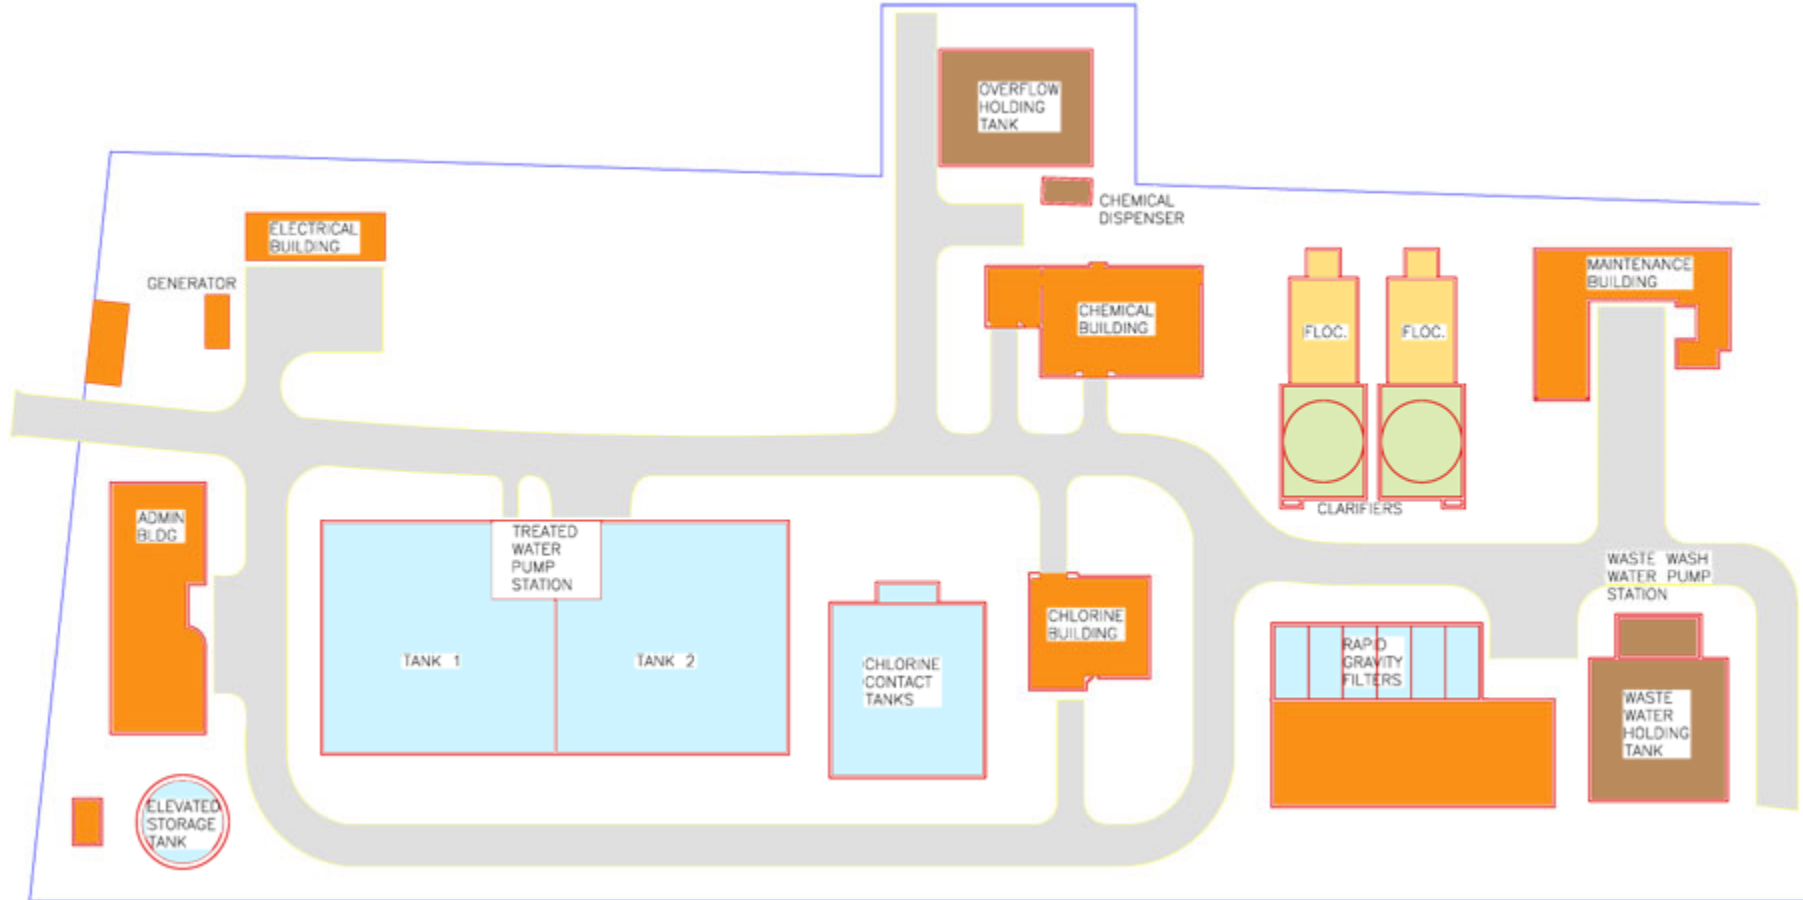 OVERFLOW
HOLDING
TANK
CHEMICAL
DISPENSER
ELECTRICAL
BUILDING
GENERATOR
CHEMICAL
BUILDING
FLOC.
FLOC.
MAINTENANCE
BUILDING
CLARIFIERS
ADMIN
BLDG
TREATED
WATER
PUMP
STATION
TANK 1
TANK 2
CHLORINE
CONTACT
TANKS
CHLORINE
BUILDING
RAPID
GRAVITY
FILTERS
WASTE WASH
WATER PUMP
STATION
WASTE
WATER
HOLDING
TANK
ELEVATED
STORAGE
TANK